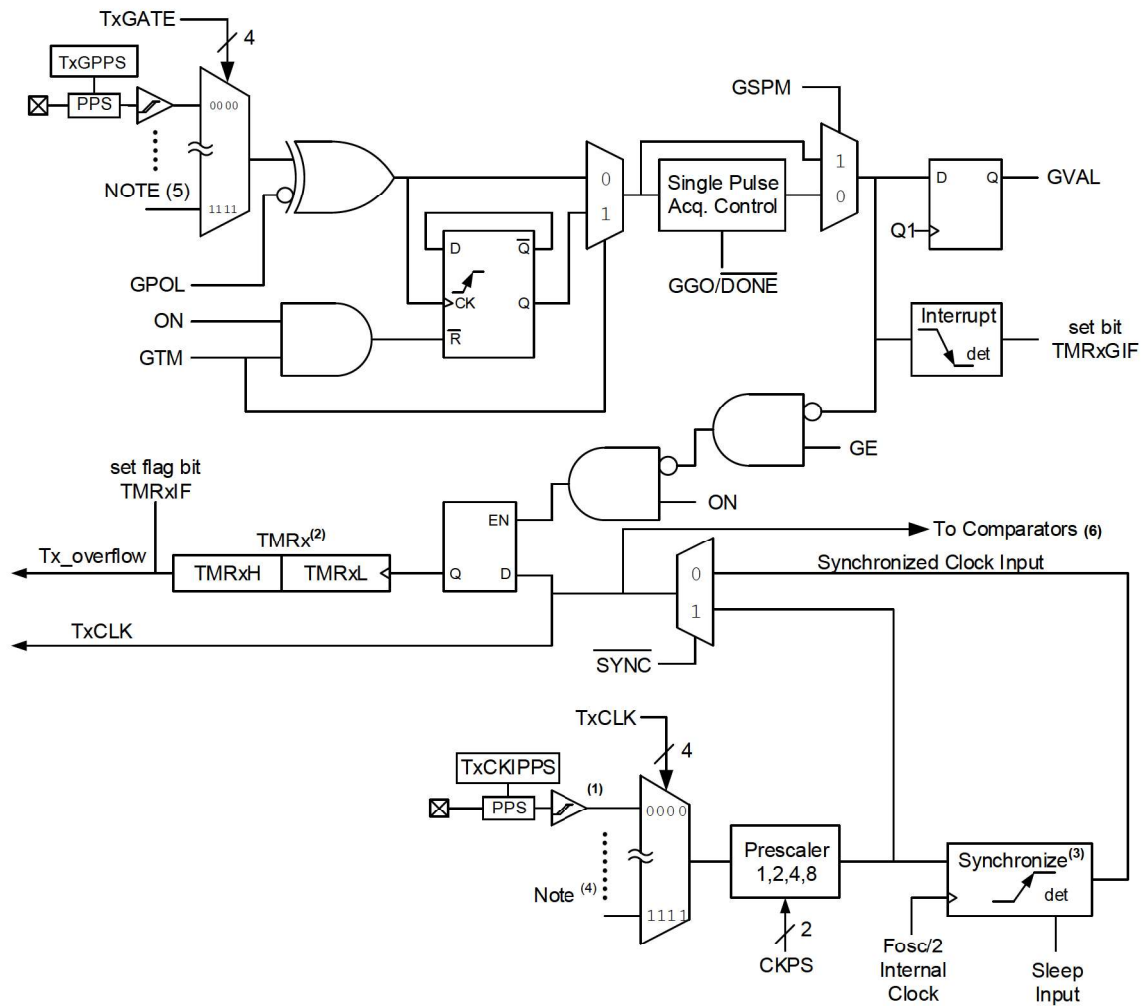 TxGATE
4
TxGPPS
PPS
0000
NOTE (5)
1111
GPOL
ON
GTM
D
Q
CK
Q
R
0
1
Single Pulse
Acq. Control
GGO/DONE
GSPM
1
0
D
Q
Q1
GVAL
Interrupt
det
set bit
TMRxGIF
GE
ON
set flag bit
TMRxIF
Tx_overflow
TMRx(2)
TMRxH
TMRxL
EN
Q
D
To Comparators (6)
Synchronized Clock Input
0
1
SYNC
TxCLK
TxCLK
4
TxCKIPPS
PPS
(1)
0000
Note (4)
1111
Prescaler
1,2,4,8
2
CKPS
Synchronize(3)
det
Fosc/2
Internal
Clock
Sleep
Input